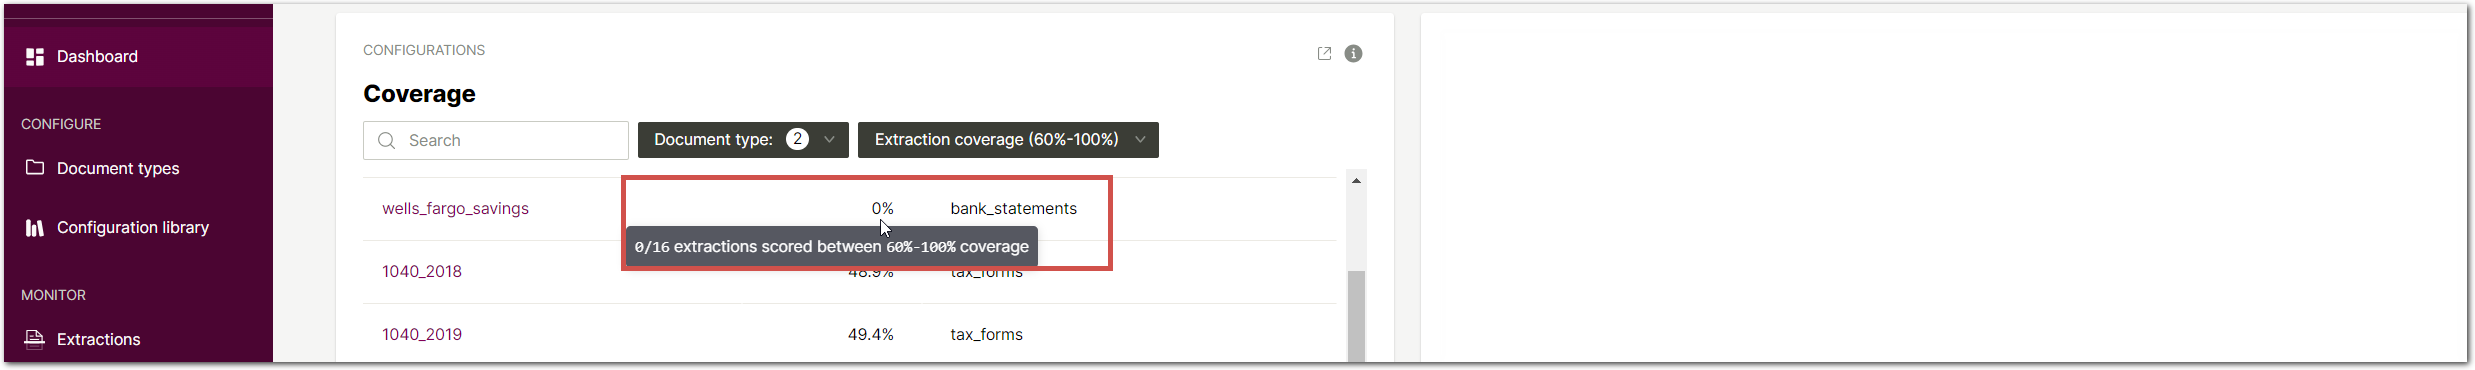 Dashboard
CONFIGURE
Document types
Configuration library
MONITOR
Extractions
CONFIGURATIONS
Coverage
Search
Document type: 2
Extraction coverage (60%-100%)
wells_fargo_savings 0% bank_statements
0/16 extractions scored between 60%-100% coverage
1040_2018 48.9% tax_forms
1040_2019 49.4% tax_forms